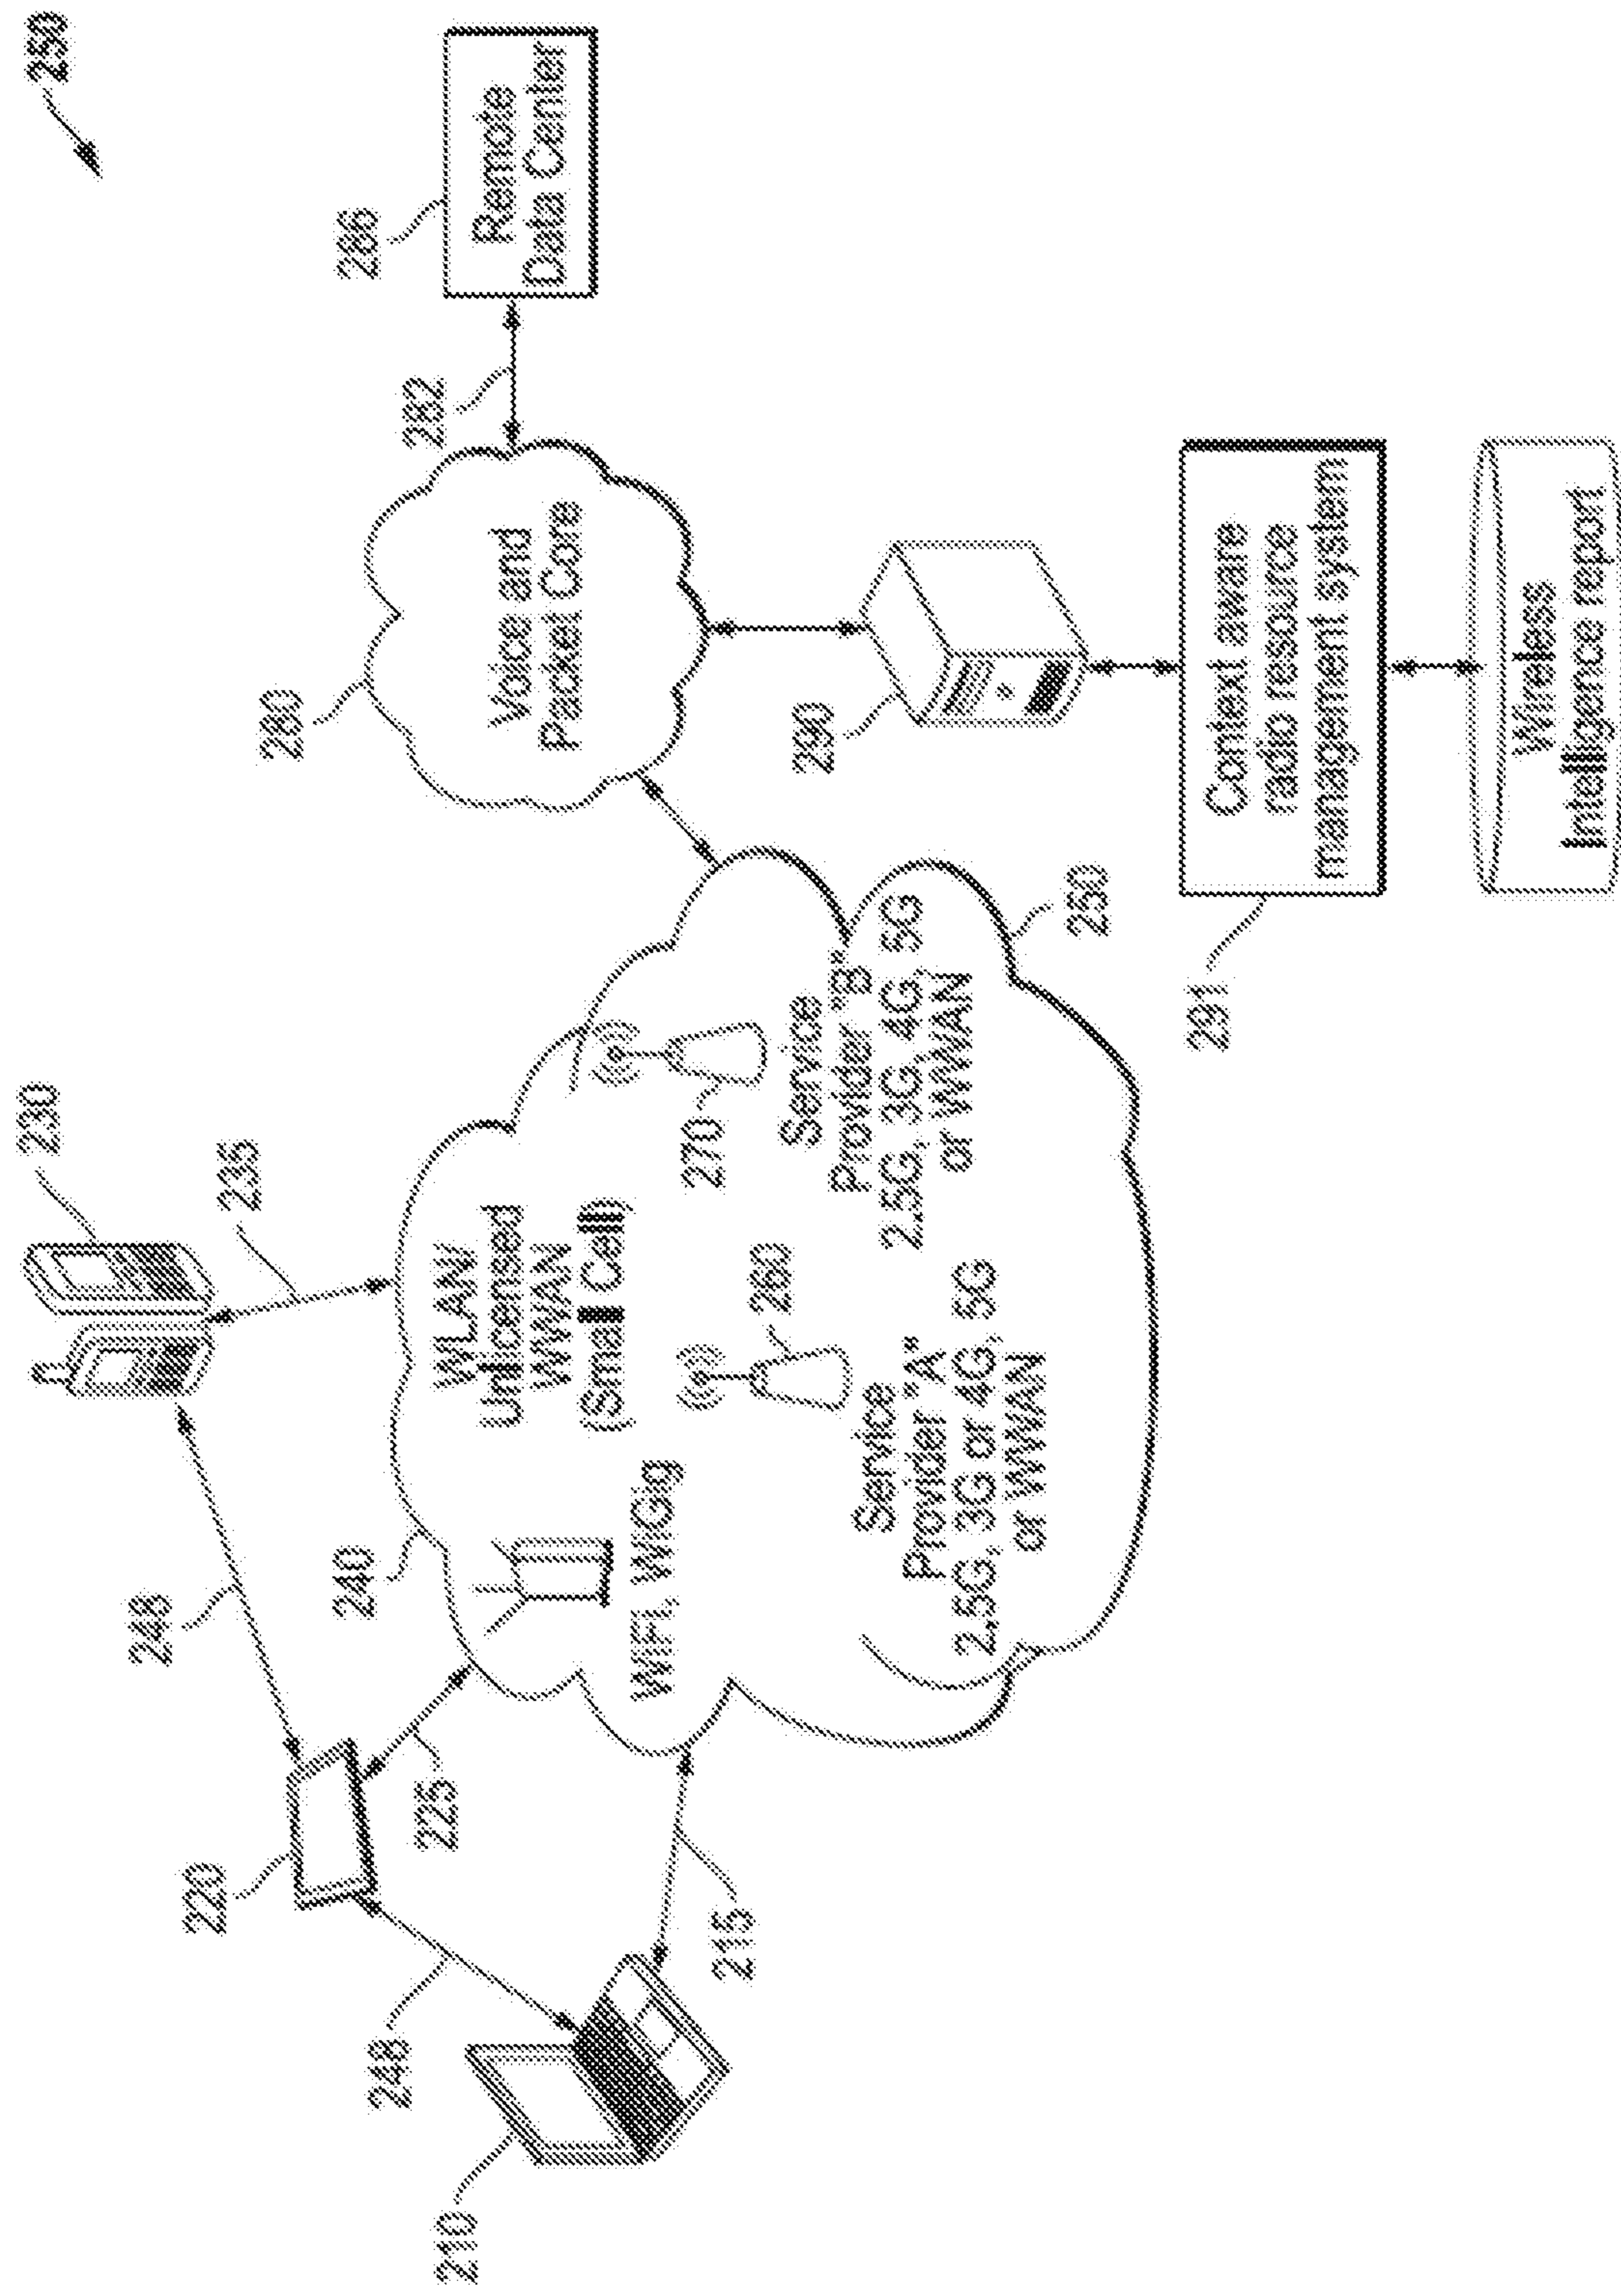 230
250
248
220
235
280
240
286
248
282
225
210
WLAN/
Unlicensed
WWAN
(Small Cell)
Voice and
Packet Core
Remote
Data Center
WiFi, WiGig
270
215
260
290
Service
Provider "B"
2.5G, 3G, 4G, 5G
or WWAN
Service
Provider "A"
2.5G, 3G or 4G, 5G
or WWAN
250
291
Context aware
radio resource
management system
Wireless
Intelligence report